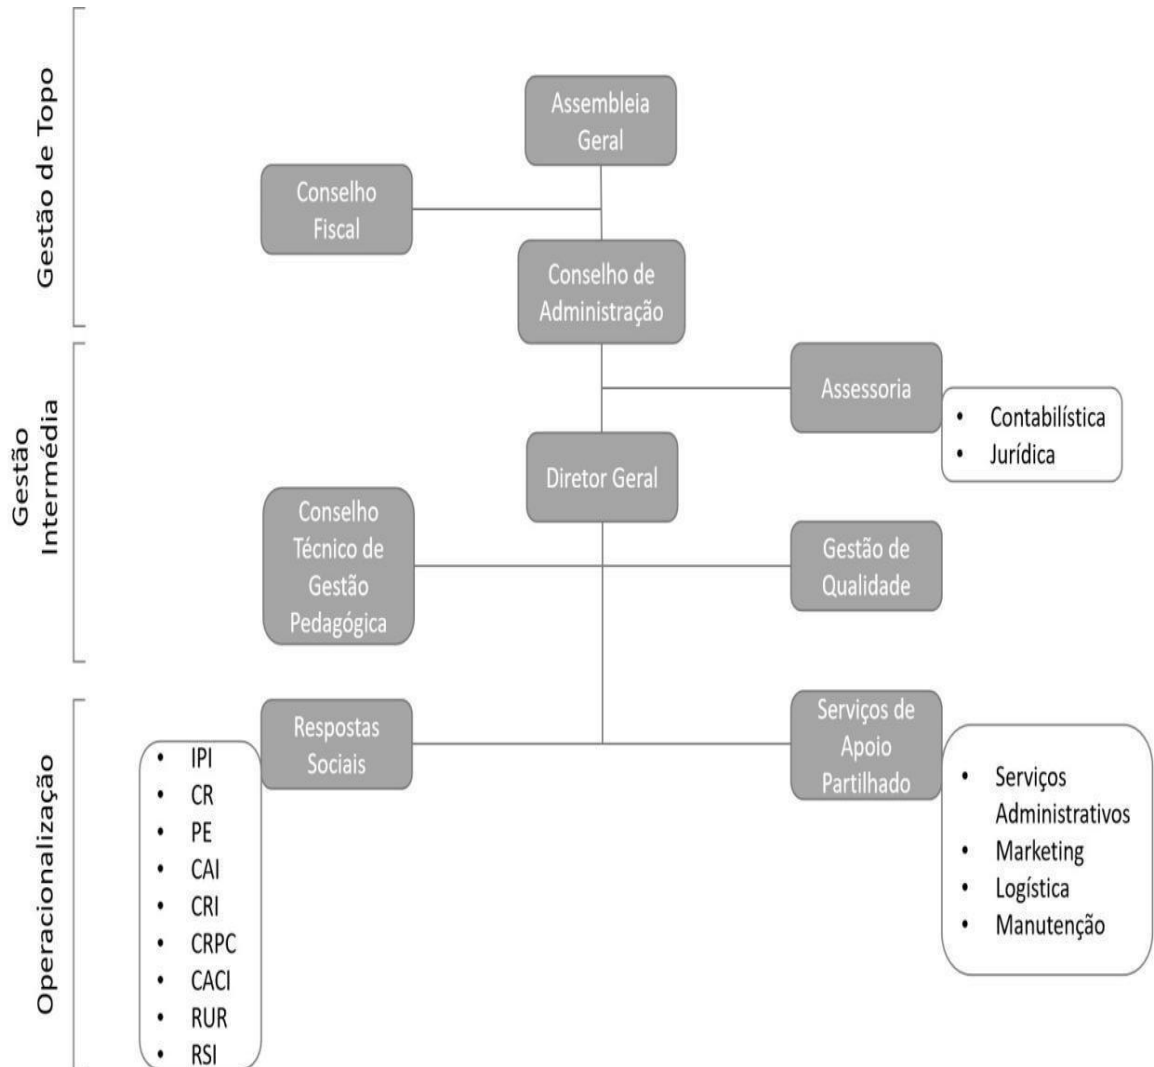 Gestão de Topo
Assembleia
Geral
Conselho
Fiscal
Conselho de
Administração
Gestão
Intermédia
Assessoria
• Contabilística
• Jurídica
Diretor Geral
Conselho
Técnico de
Gestão
Pedagógica
Gestão de
Qualidade
Operacionalização
Respostas
Sociais
• IPI
• CR
• PE
• CAI
• CRI
• CRPC
• CACI
• RUR
• RSI
Serviços de
Apoio
Partilhado
• Serviços
Administrativos
• Marketing
• Logística
• Manutenção